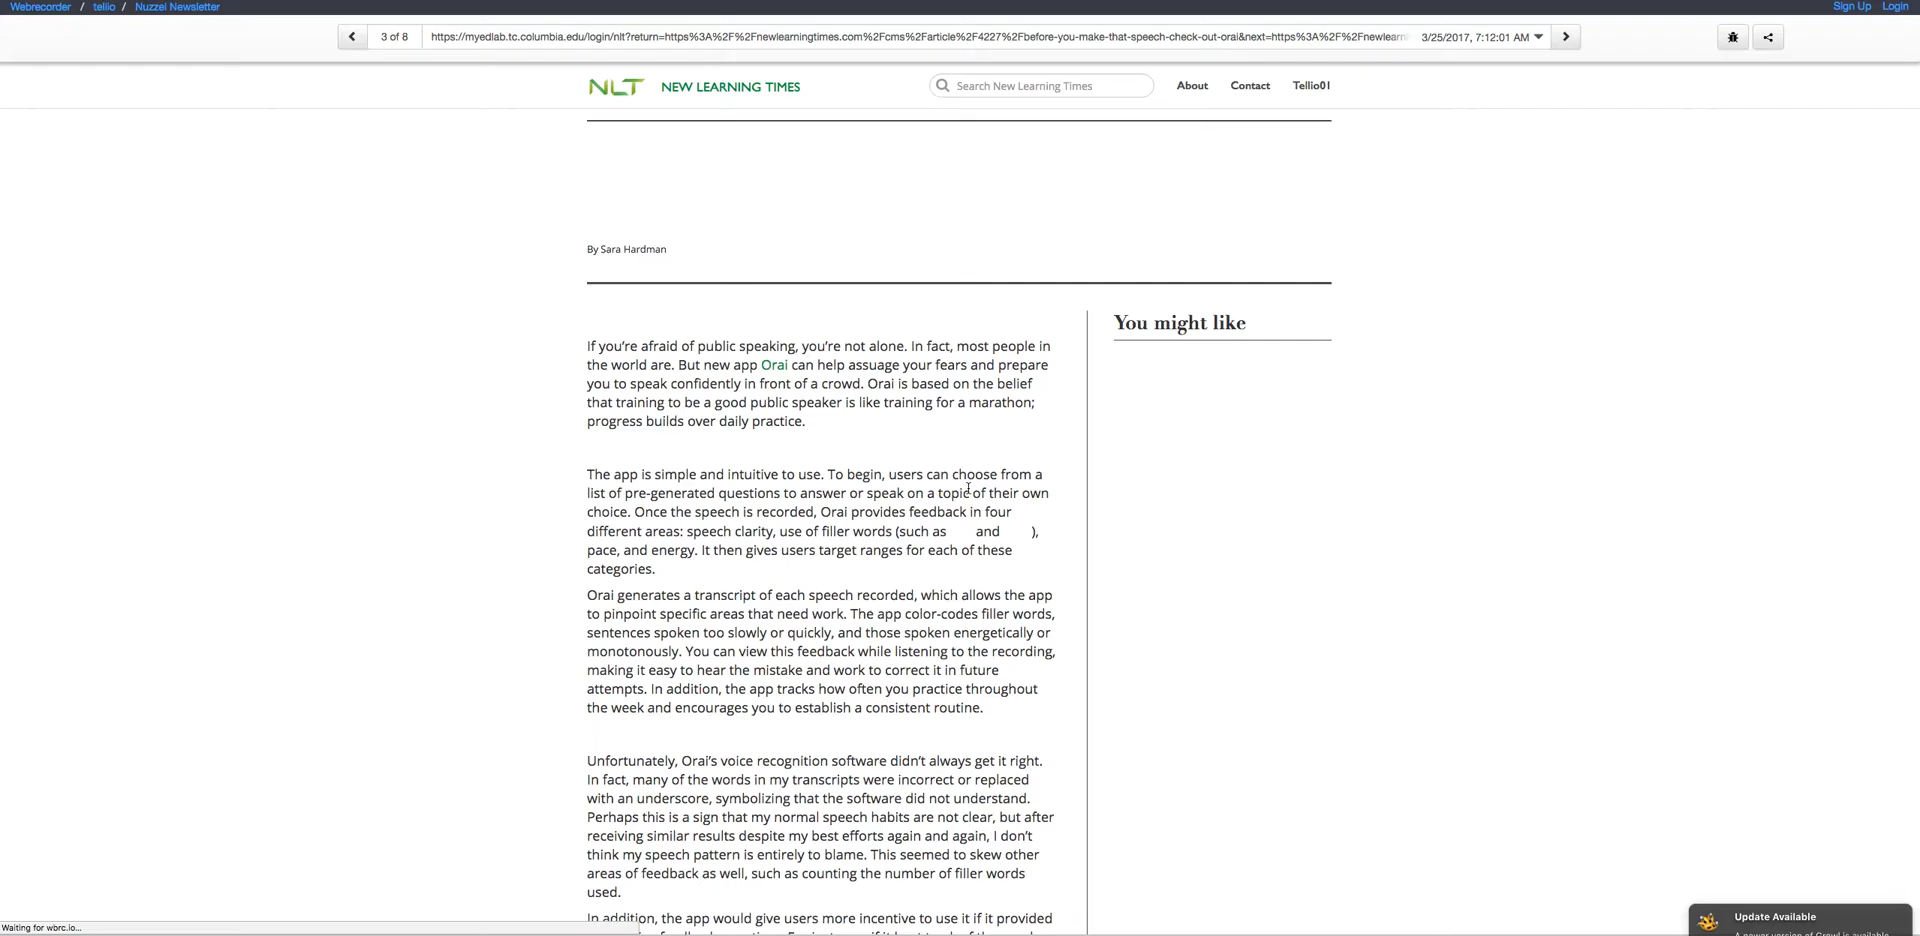 Webrecorder / tellio / Nuzzel Newsletter
Sign Up Login
3 of 8 https://myedlab.tc.columbia.edu/login/nlt?return=https%3A%2F%2Fnewlearningtimes.com%2Fcms%2Farticle%2F4227%2Fbefore-you-make-that-speech-check-out-orai&next=https%3A%2F%2Fnewlearn 3/25/2017, 7:12:01 AM
NLT NEW LEARNING TIMES Search New Learning Times About Contact Tellio01
By Sara Hardman
If you’re afraid of public speaking, you’re not alone. In fact, most people in
the world are. But new app Orai can help assuage your fears and prepare
you to speak confidently in front of a crowd. Orai is based on the belief
that training to be a good public speaker is like training for a marathon;
progress builds over daily practice.
The app is simple and intuitive to use. To begin, users can choose from a
list of pre-generated questions to answer or speak on a topic of their own
choice. Once the speech is recorded, Orai provides feedback in four
different areas: speech clarity, use of filler words (such as and ),
pace, and energy. It then gives users target ranges for each of these
categories.
Orai generates a transcript of each speech recorded, which allows the app
to pinpoint specific areas that need work. The app color-codes filler words,
sentences spoken too slowly or quickly, and those spoken energetically or
monotonously. You can view this feedback while listening to the recording,
making it easy to hear the mistake and work to correct it in future
attempts. In addition, the app tracks how often you practice throughout
the week and encourages you to establish a consistent routine.
Unfortunately, Orai’s voice recognition software didn’t always get it right.
In fact, many of the words in my transcripts were incorrect or replaced
with an underscore, symbolizing that the software did not understand.
Perhaps this is a sign that my normal speech habits are not clear, but after
receiving similar results despite my best efforts again and again, I don’t
think my speech pattern is entirely to blame. This seemed to skew other
areas of feedback as well, such as counting the number of filler words
used.
In addition, the app would give users more incentive to use it if it provided
You might like
Waiting for wbrc.io...
Update Available